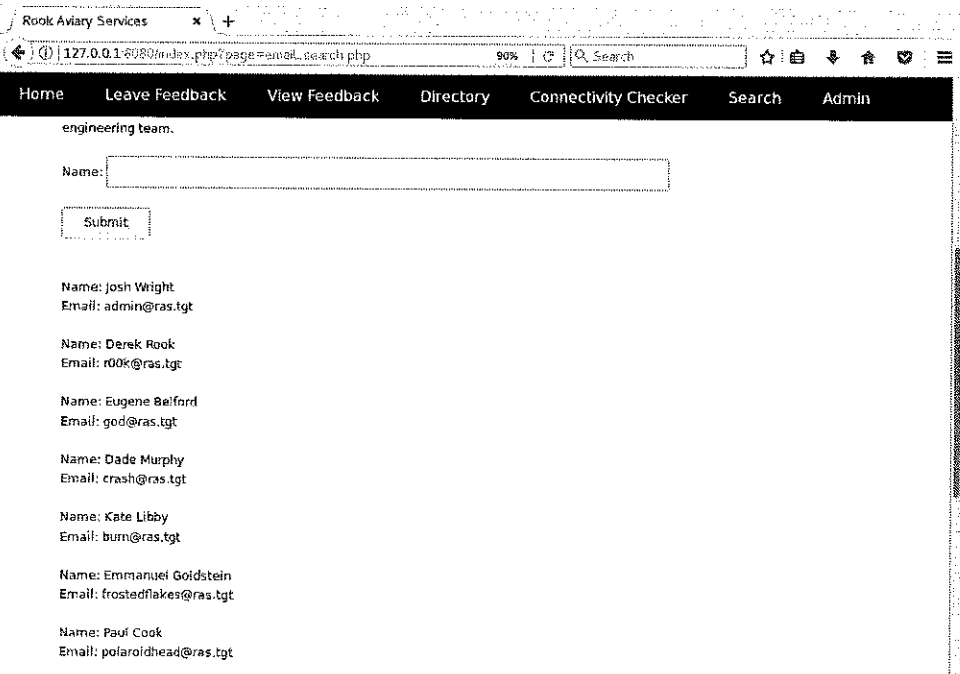 Rook Aviary Services
127.0.0.1:8080/index.php?page=email_search.php 90% Search
Home Leave Feedback View Feedback Directory Connectivity Checker Search Admin
engineering team.
Name:
Submit
Name: Josh Wright
Email: admin@ras.tgt
Name: Derek Rook
Email: r00k@ras.tgt
Name: Eugene Belford
Email: god@ras.tgt
Name: Dade Murphy
Email: crash@ras.tgt
Name: Kate Libby
Email: burn@ras.tgt
Name: Emmanuel Goldstein
Email: frostedflakes@ras.tgt
Name: Paul Cook
Email: polaroidhead@ras.tgt